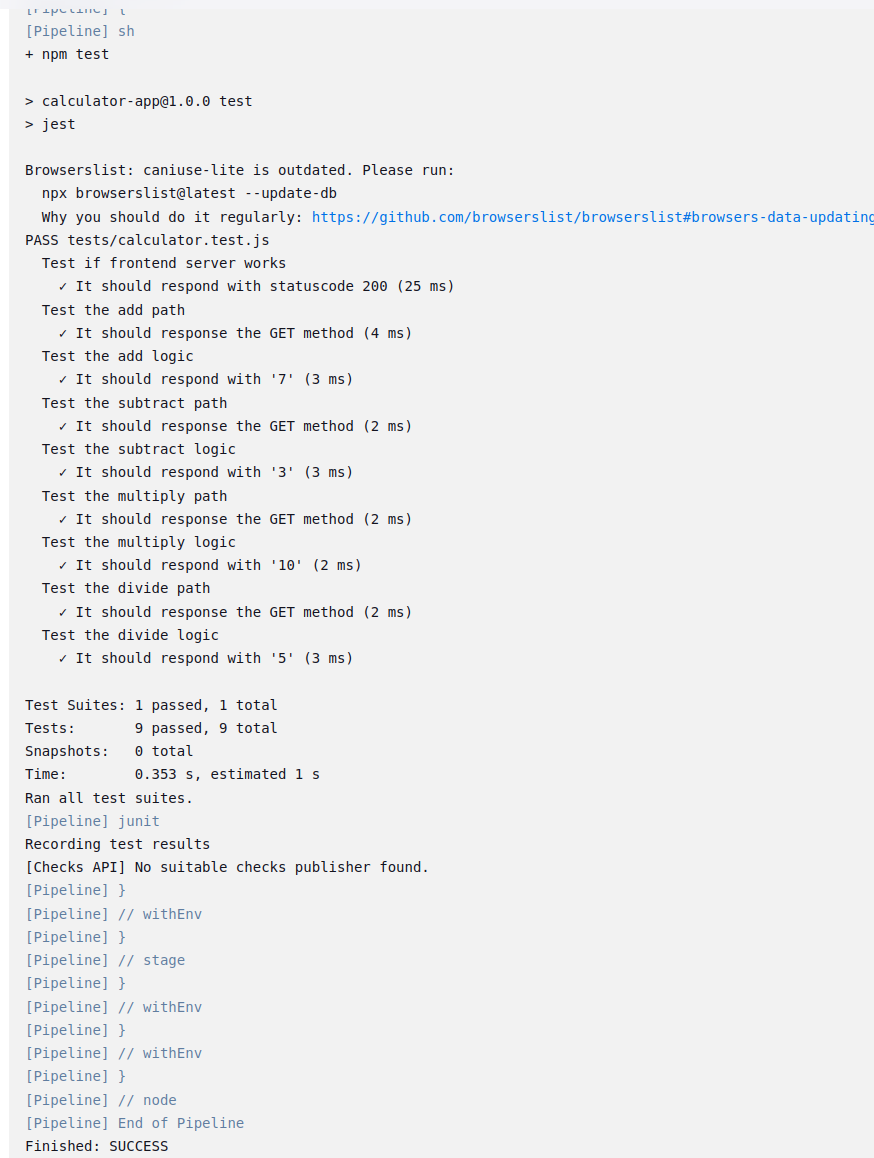 [Pipeline] {
[Pipeline] sh
+ npm test

> calculator-app@1.0.0 test
> jest

Browserslist: caniuse-lite is outdated. Please run:
  npx browserslist@latest --update-db
  Why you should do it regularly: https://github.com/browserslist/browserslist#browsers-data-updating
PASS tests/calculator.test.js
  Test if frontend server works
    ✓ It should respond with statuscode 200 (25 ms)
  Test the add path
    ✓ It should response the GET method (4 ms)
  Test the add logic
    ✓ It should respond with '7' (3 ms)
  Test the subtract path
    ✓ It should response the GET method (2 ms)
  Test the subtract logic
    ✓ It should respond with '3' (3 ms)
  Test the multiply path
    ✓ It should response the GET method (2 ms)
  Test the multiply logic
    ✓ It should respond with '10' (2 ms)
  Test the divide path
    ✓ It should response the GET method (2 ms)
  Test the divide logic
    ✓ It should respond with '5' (3 ms)

Test Suites: 1 passed, 1 total
Tests:       9 passed, 9 total
Snapshots:   0 total
Time:        0.353 s, estimated 1 s
Ran all test suites.
[Pipeline] junit
Recording test results
[Checks API] No suitable checks publisher found.
[Pipeline] }
[Pipeline] // withEnv
[Pipeline] }
[Pipeline] // stage
[Pipeline] }
[Pipeline] // withEnv
[Pipeline] }
[Pipeline] // withEnv
[Pipeline] }
[Pipeline] // node
[Pipeline] End of Pipeline
Finished: SUCCESS